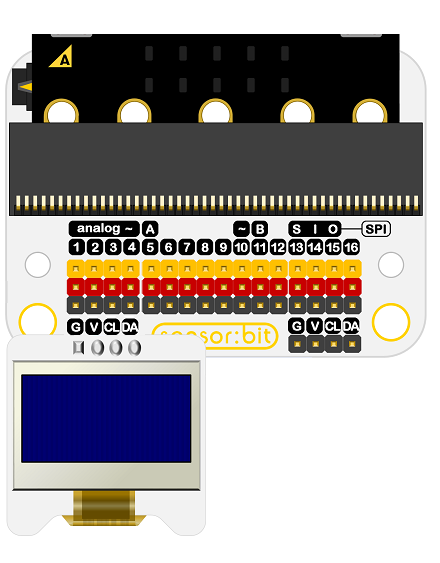 A
analog ~ A ~ B S I O SPI
1 2 3 4 5 6 7 8 9 10 11 12 13 14 15 16
G V CL DA sensor:bit G V CL DA